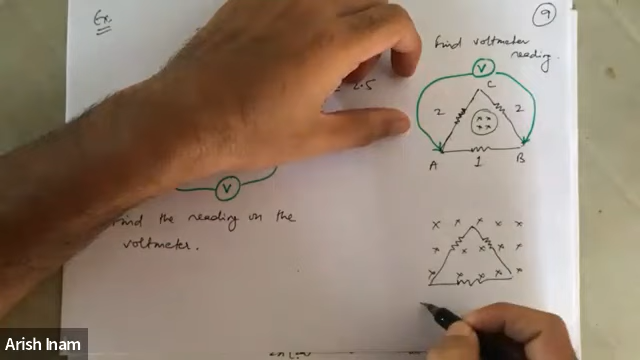 Ex.
9
Find voltmeter
reading.
2.5
V
C
2
2
A
1
B
V
Find the reading on the
voltmeter.
Arish Inam